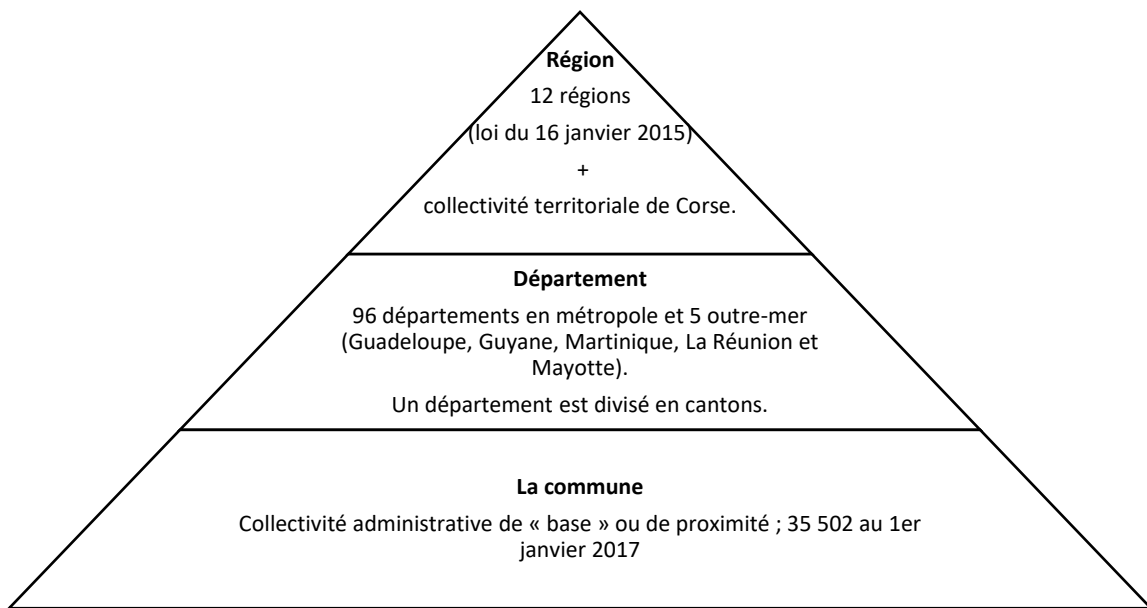 Région
12 régions
(loi du 16 janvier 2015)
+
collectivité territoriale de Corse.
Département
96 départements en métropole et 5 outre-mer
(Guadeloupe, Guyane, Martinique, La Réunion et
Mayotte).
Un département est divisé en cantons.
La commune
Collectivité administrative de « base » ou de proximité ; 35 502 au 1er
janvier 2017